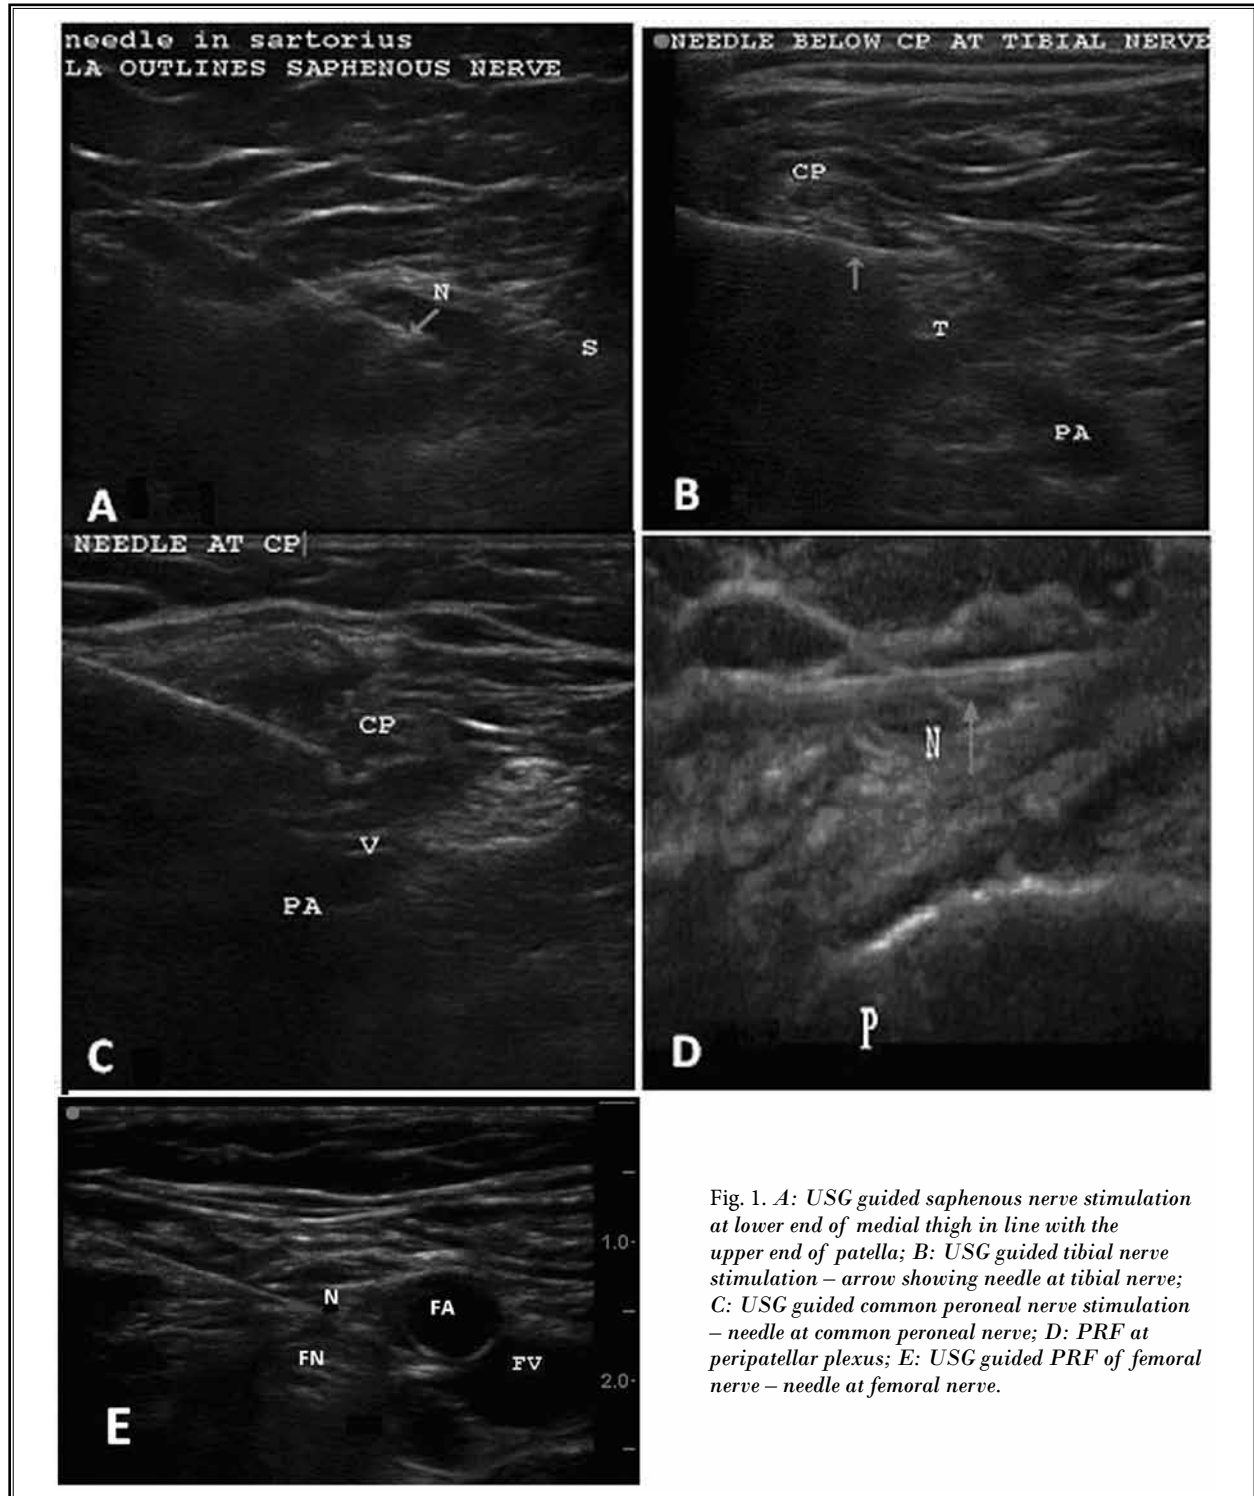 needle in sartorius
LA OUTLINES SAPHENOUS NERVE
N
S
A
NEEDLE BELOW CP AT TIBIAL NERVE
CP
T
PA
B
NEEDLE AT CP
CP
V
PA
C
N
P
D
1.0-
N
FA
FN
FV
2.0-
E
Fig. 1. A: USG guided saphenous nerve stimulation
at lower end of medial thigh in line with the
upper end of patella; B: USG guided tibial nerve
stimulation – arrow showing needle at tibial nerve;
C: USG guided common peroneal nerve stimulation
– needle at common peroneal nerve; D: PRF at
peripatellar plexus; E: USG guided PRF of femoral
nerve – needle at femoral nerve.